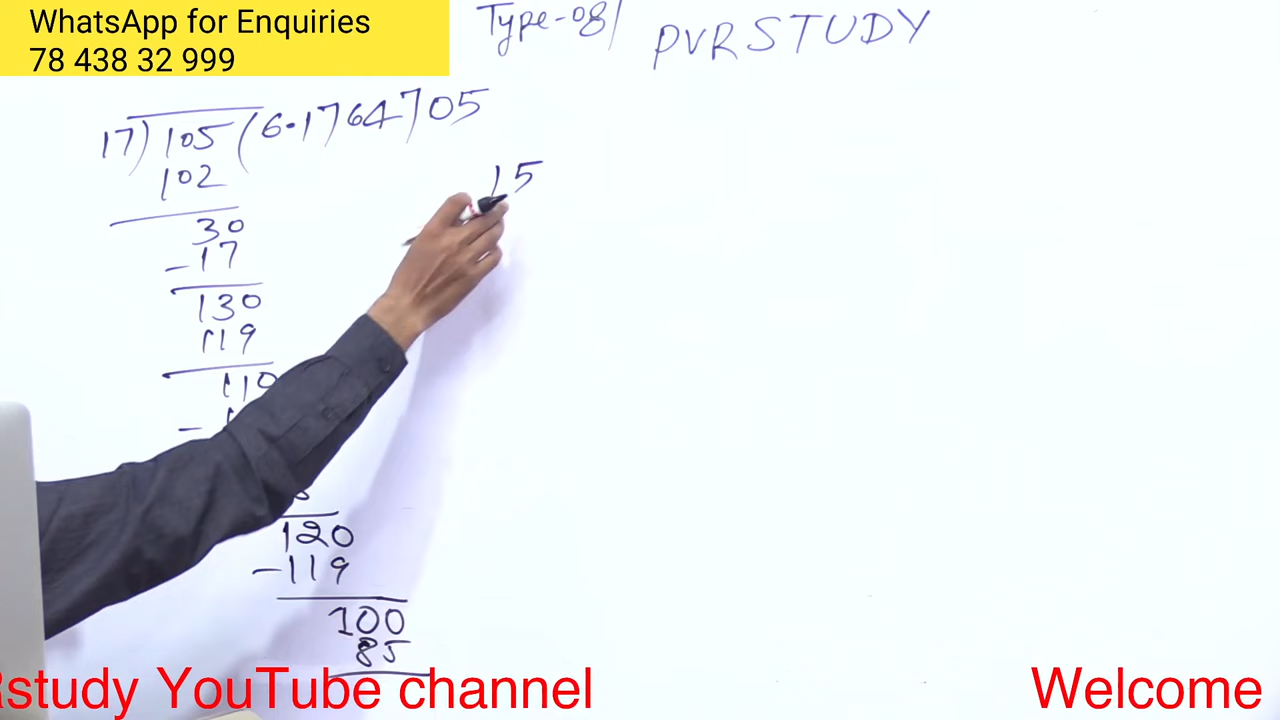 WhatsApp for Enquiries
78 438 32 999
Type-08/ PVRSTUDY
17) 105 (6.1764705
102
15
30
-17
130
119
110
-
120
-119
100
85
study YouTube channel Welcome